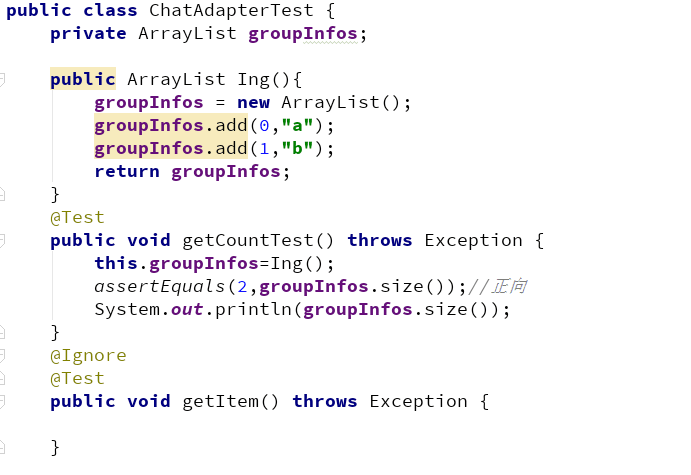 public class ChatAdapterTest {
    private ArrayList groupInfos;
    public ArrayList Ing(){
        groupInfos = new ArrayList();
        groupInfos.add(0,"a");
        groupInfos.add(1,"b");
        return groupInfos;
    }
    @Test
    public void getCountTest() throws Exception {
        this.groupInfos=Ing();
        assertEquals(2,groupInfos.size());//正向
        System.out.println(groupInfos.size());
    }
    @Ignore
    @Test
    public void getItem() throws Exception {
    }